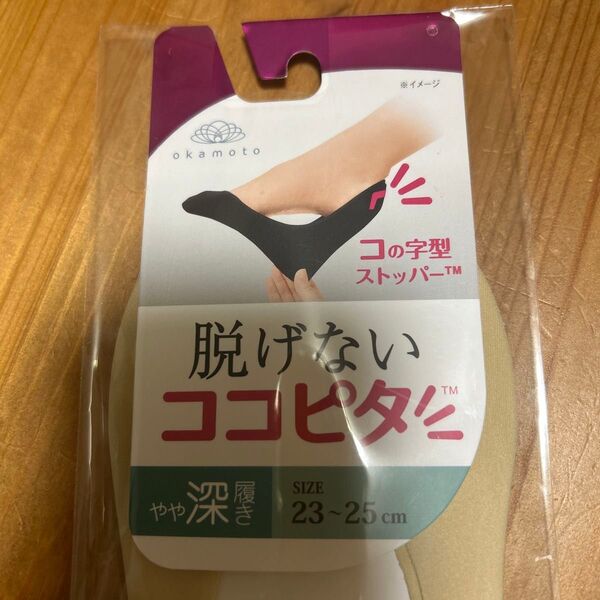 ※イメージ
okamoto
コの字型
ストッパー™
脱げない
ココピタ™
やや深履き
SIZE
23~25cm